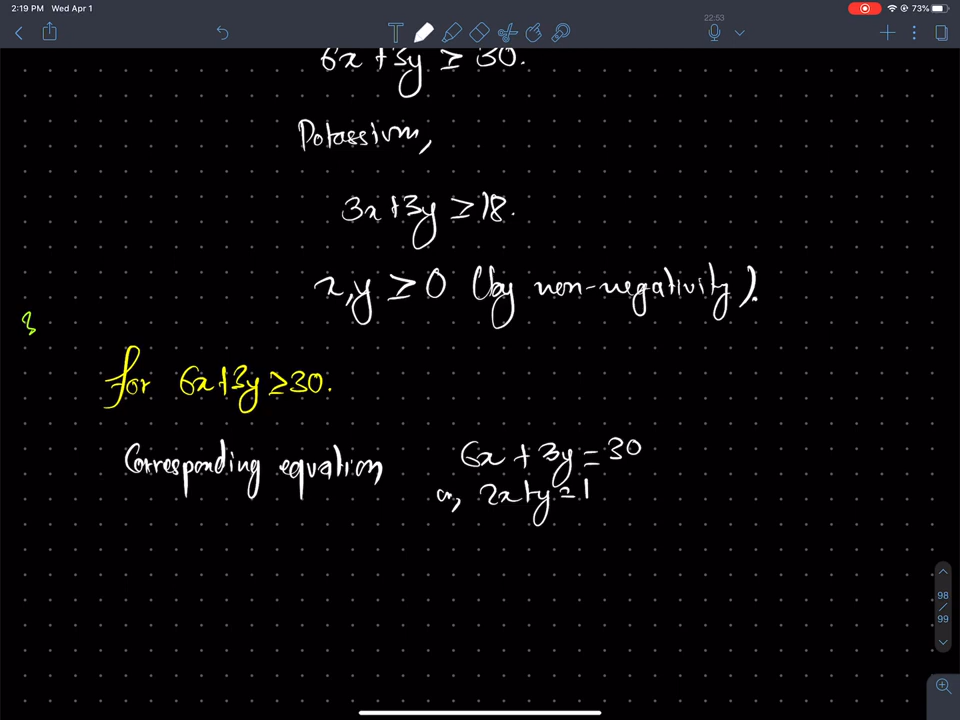 2:19 PM Wed Apr 1
73%
22:53
T
6x + 3y ≥ 30.
Potassium,
3x + 3y ≥ 18.
x, y ≥ 0 (by non-negativity).
for 6x + 3y ≥ 30.
Corresponding equation 6x + 3y = 30
or, 2x + y = 1
98
/
99